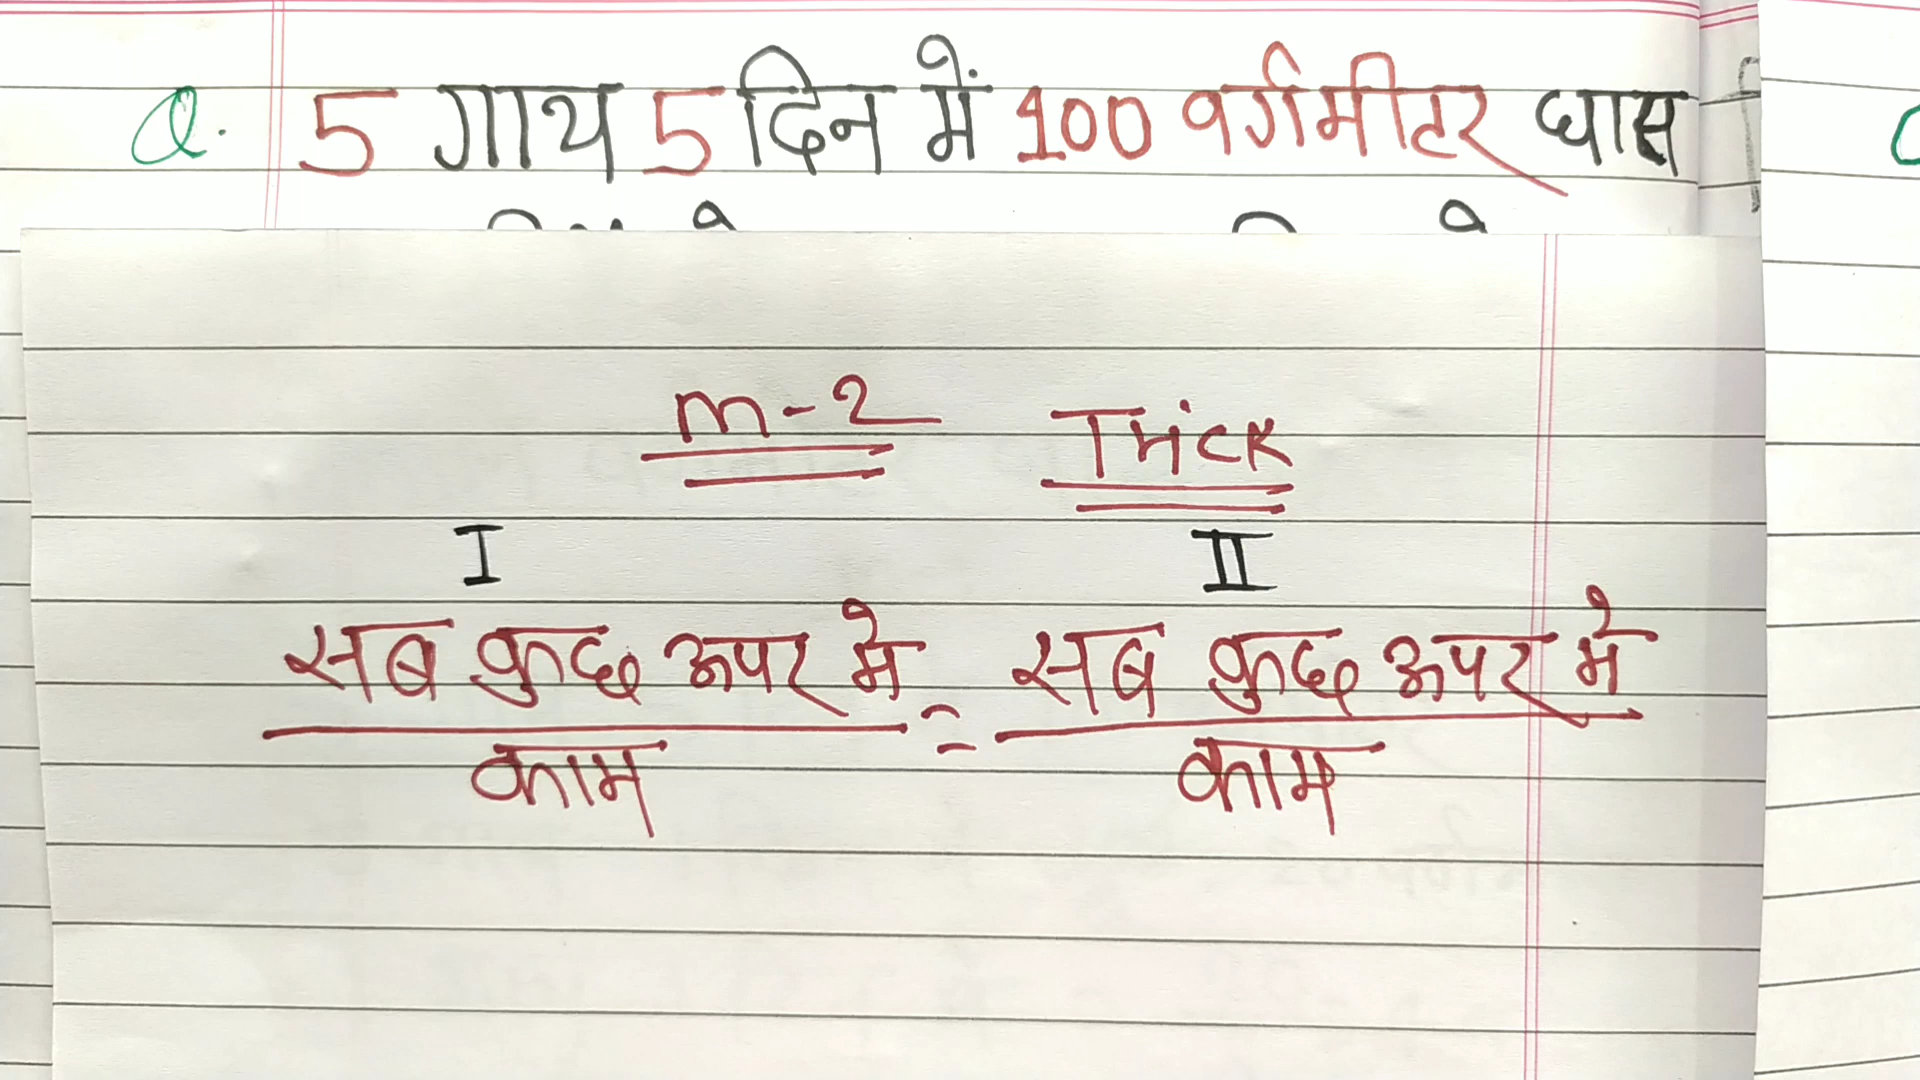 Q. 5 गाय 5 दिन में 100 वर्गमीटर घास
m-2 Trick
I II
सब कुछ ऊपर मे = सब कुछ ऊपर मे
काम काम